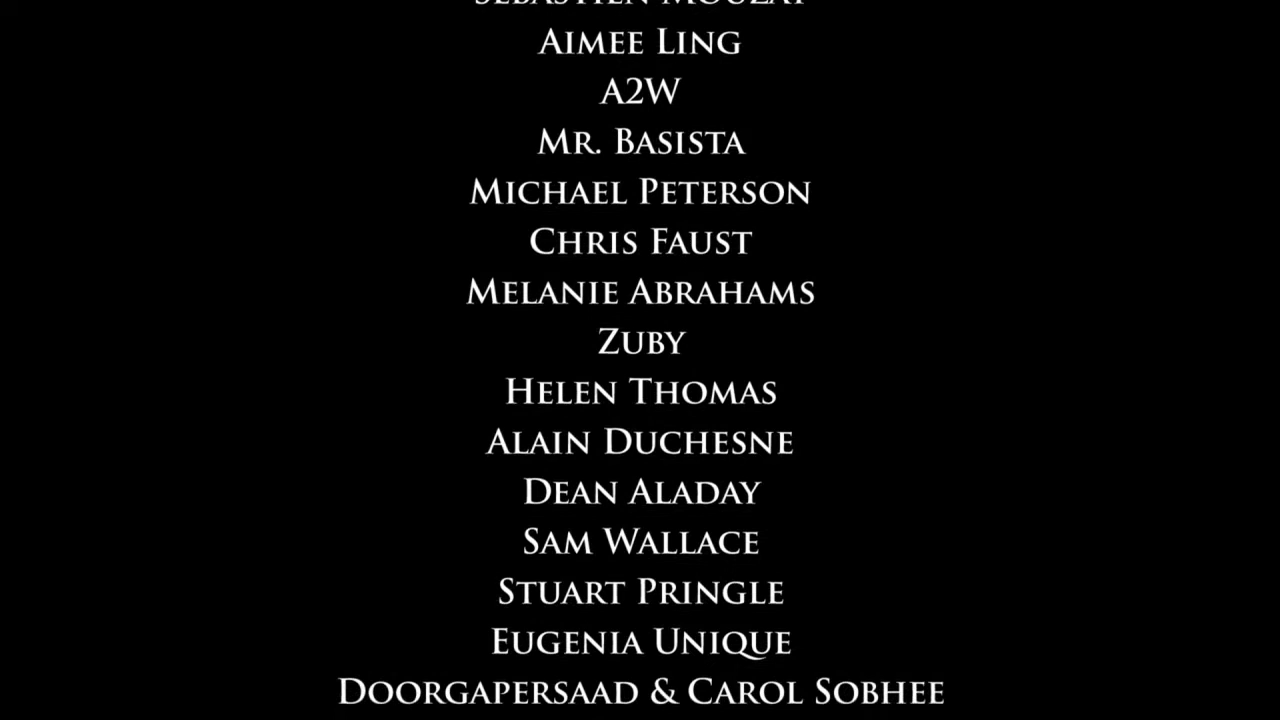 Aimee Ling
A2W
Mr. Basista
Michael Peterson
Chris Faust
Melanie Abrahams
Zuby
Helen Thomas
Alain Duchesne
Dean Aladay
Sam Wallace
Stuart Pringle
Eugenia Unique
Doorgapersaad & Carol Sobhee